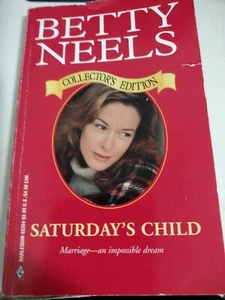 BETTY
NEELS
COLLECTOR'S EDITION
SATURDAY'S CHILD
Marriage—an impossible dream